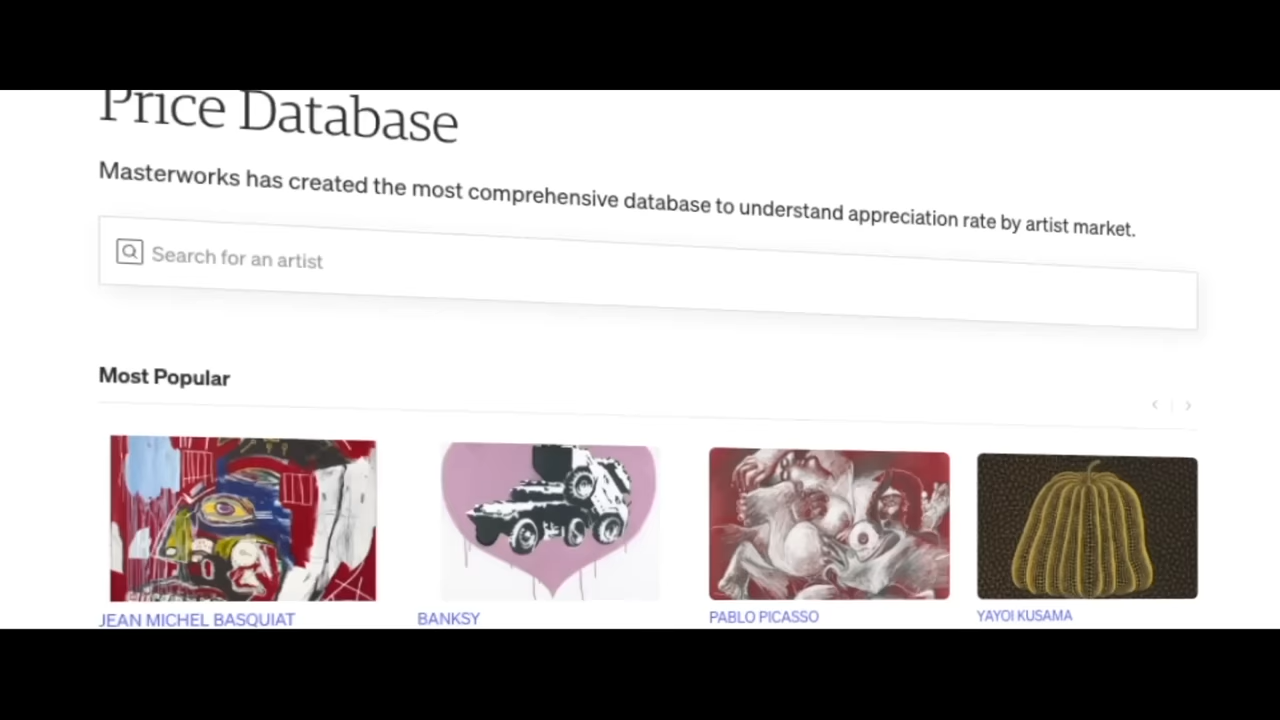 Price Database
Masterworks has created the most comprehensive database to understand appreciation rate by artist market.
Search for an artist
Most Popular
JEAN MICHEL BASQUIAT
BANKSY
PABLO PICASSO
YAYOI KUSAMA